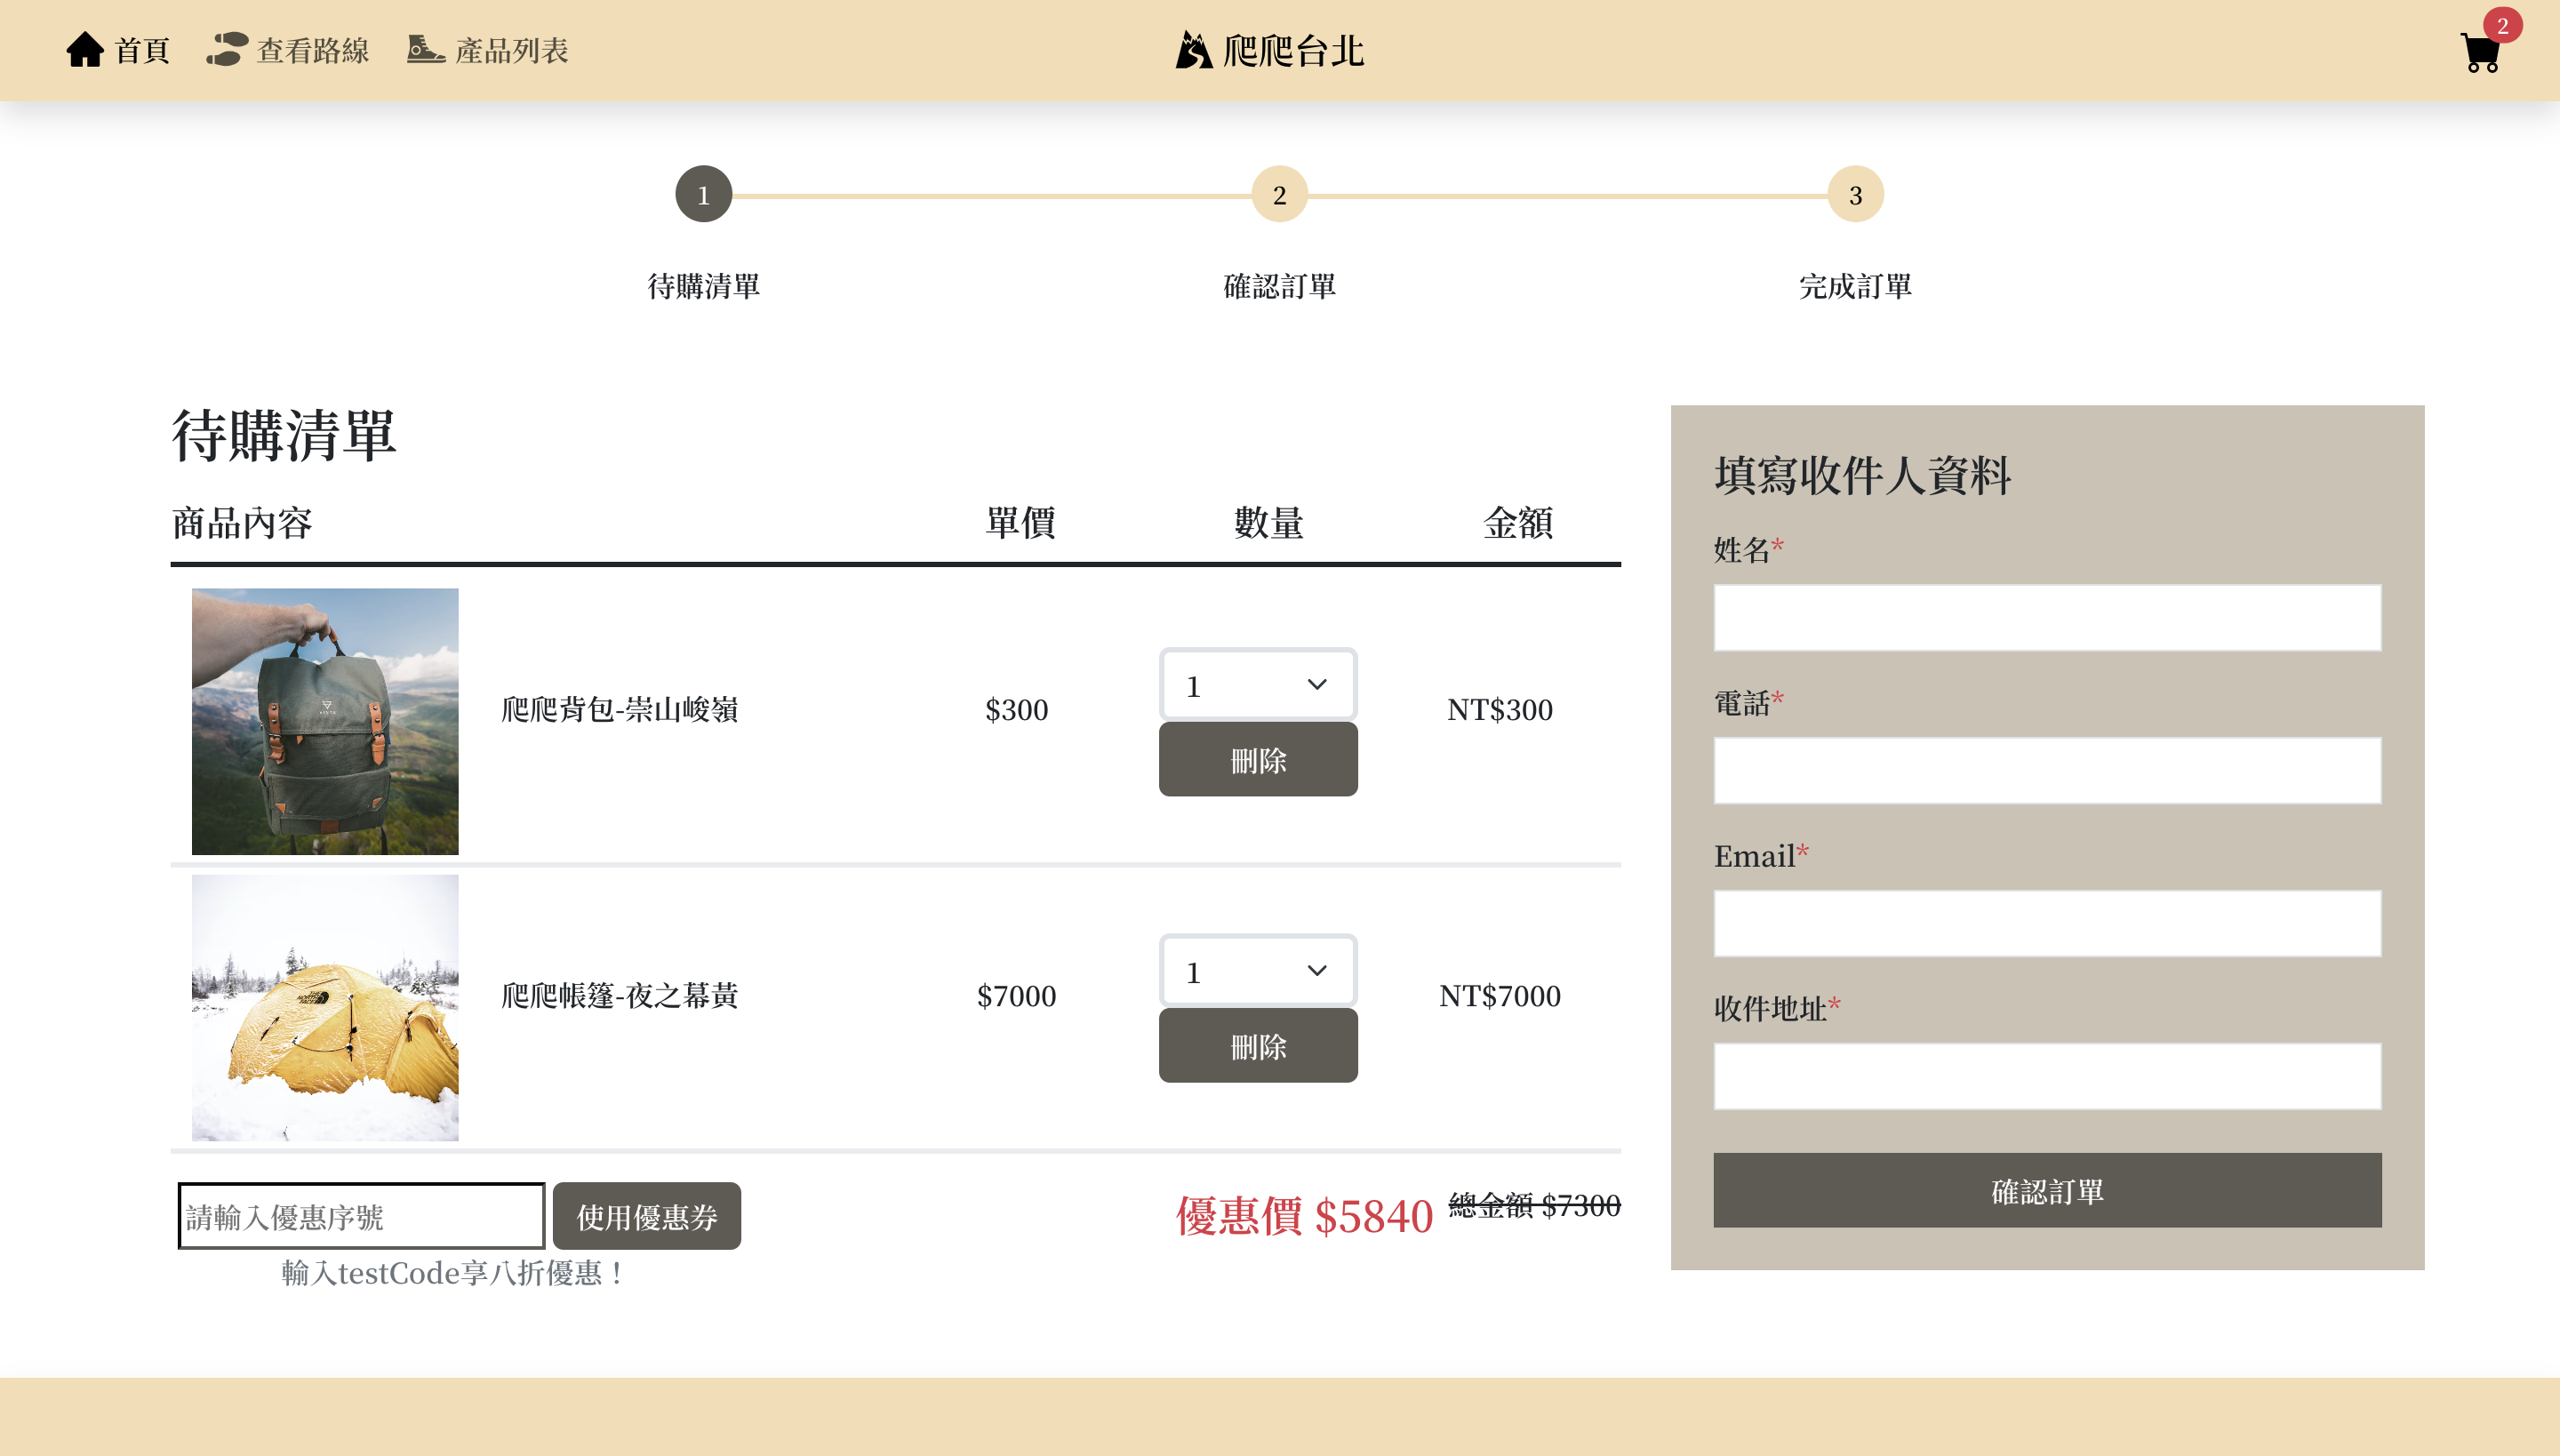 首頁 查看路線 產品列表 爬爬台北 2
1 2 3
待購清單 確認訂單 完成訂單
待購清單
商品內容 單價 數量 金額
爬爬背包-崇山峻嶺 $300 1 NT$300
刪除
THE NORTH FACE
爬爬帳篷-夜之幕黃 $7000 1 NT$7000
刪除
請輸入優惠序號 使用優惠券 優惠價 $5840 總金額 $7300
輸入testCode享八折優惠！
填寫收件人資料
姓名*
電話*
Email*
收件地址*
確認訂單